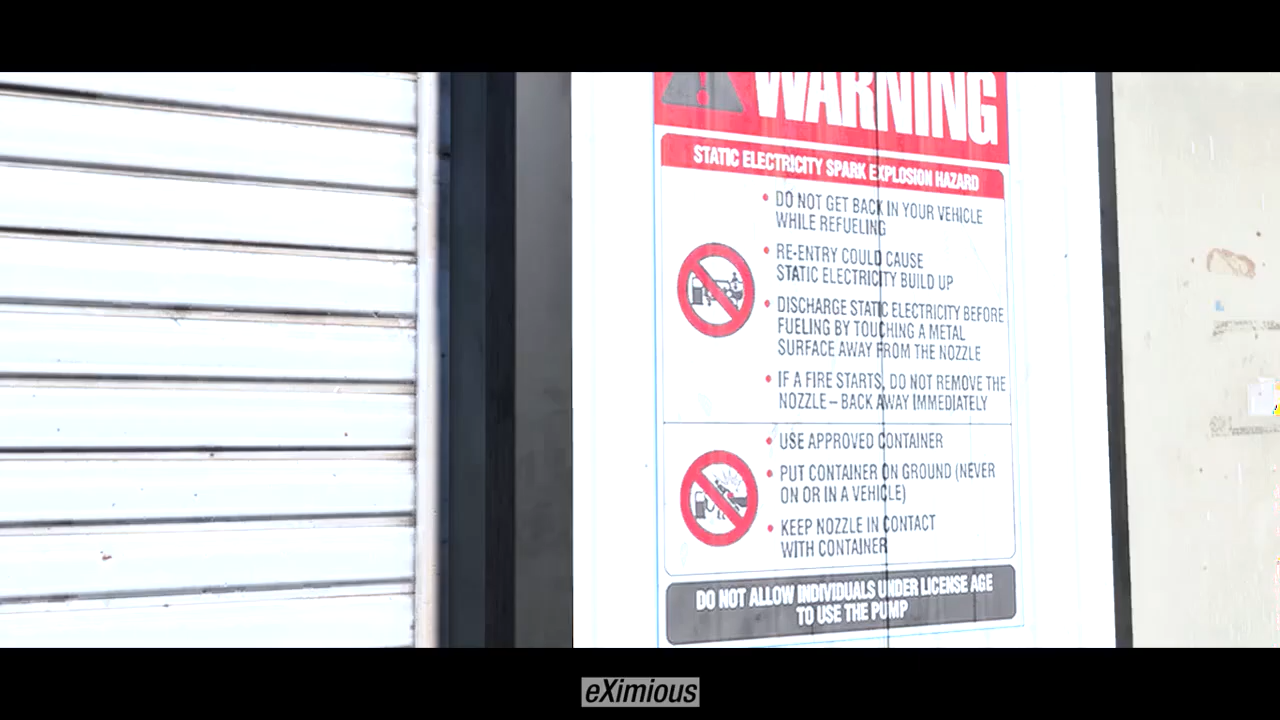 WARNING
STATIC ELECTRICITY SPARK EXPLOSION HAZARD
• DO NOT GET BACK IN YOUR VEHICLE
WHILE REFUELING
• RE-ENTRY COULD CAUSE
STATIC ELECTRICITY BUILD UP
• DISCHARGE STATIC ELECTRICITY BEFORE
FUELING BY TOUCHING A METAL
SURFACE AWAY FROM THE NOZZLE
• IF A FIRE STARTS, DO NOT REMOVE THE
NOZZLE – BACK AWAY IMMEDIATELY
• USE APPROVED CONTAINER
• PUT CONTAINER ON GROUND (NEVER
ON OR IN A VEHICLE)
• KEEP NOZZLE IN CONTACT
WITH CONTAINER
DO NOT ALLOW INDIVIDUALS UNDER LICENSE AGE
TO USE THE PUMP
eXimious